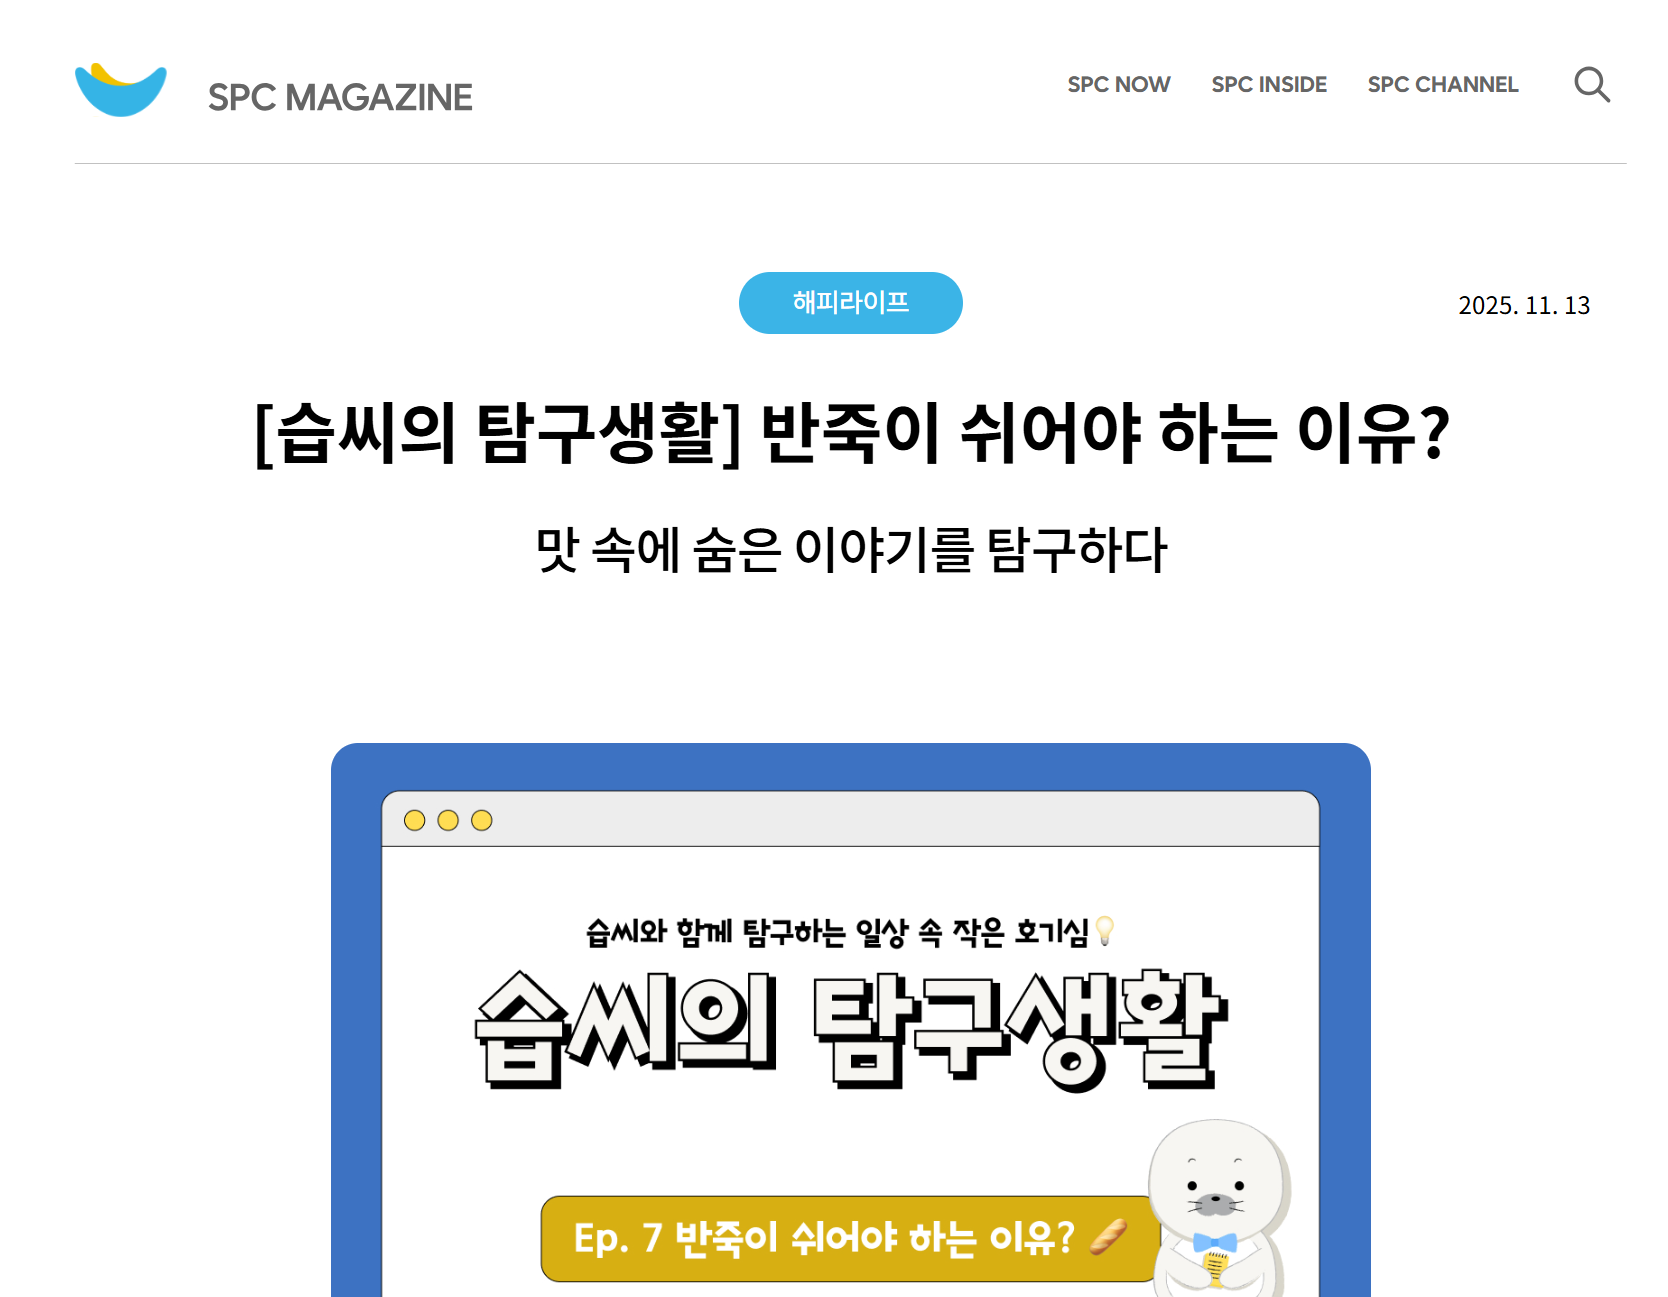 SPC MAGAZINE
SPC NOW SPC INSIDE SPC CHANNEL
해피라이프
2025. 11. 13
[습씨의 탐구생활] 반죽이 쉬어야 하는 이유?
맛 속에 숨은 이야기를 탐구하다
습씨와 함께 탐구하는 일상 속 작은 호기심
습씨의 탐구생활
Ep. 7 반죽이 쉬어야 하는 이유?